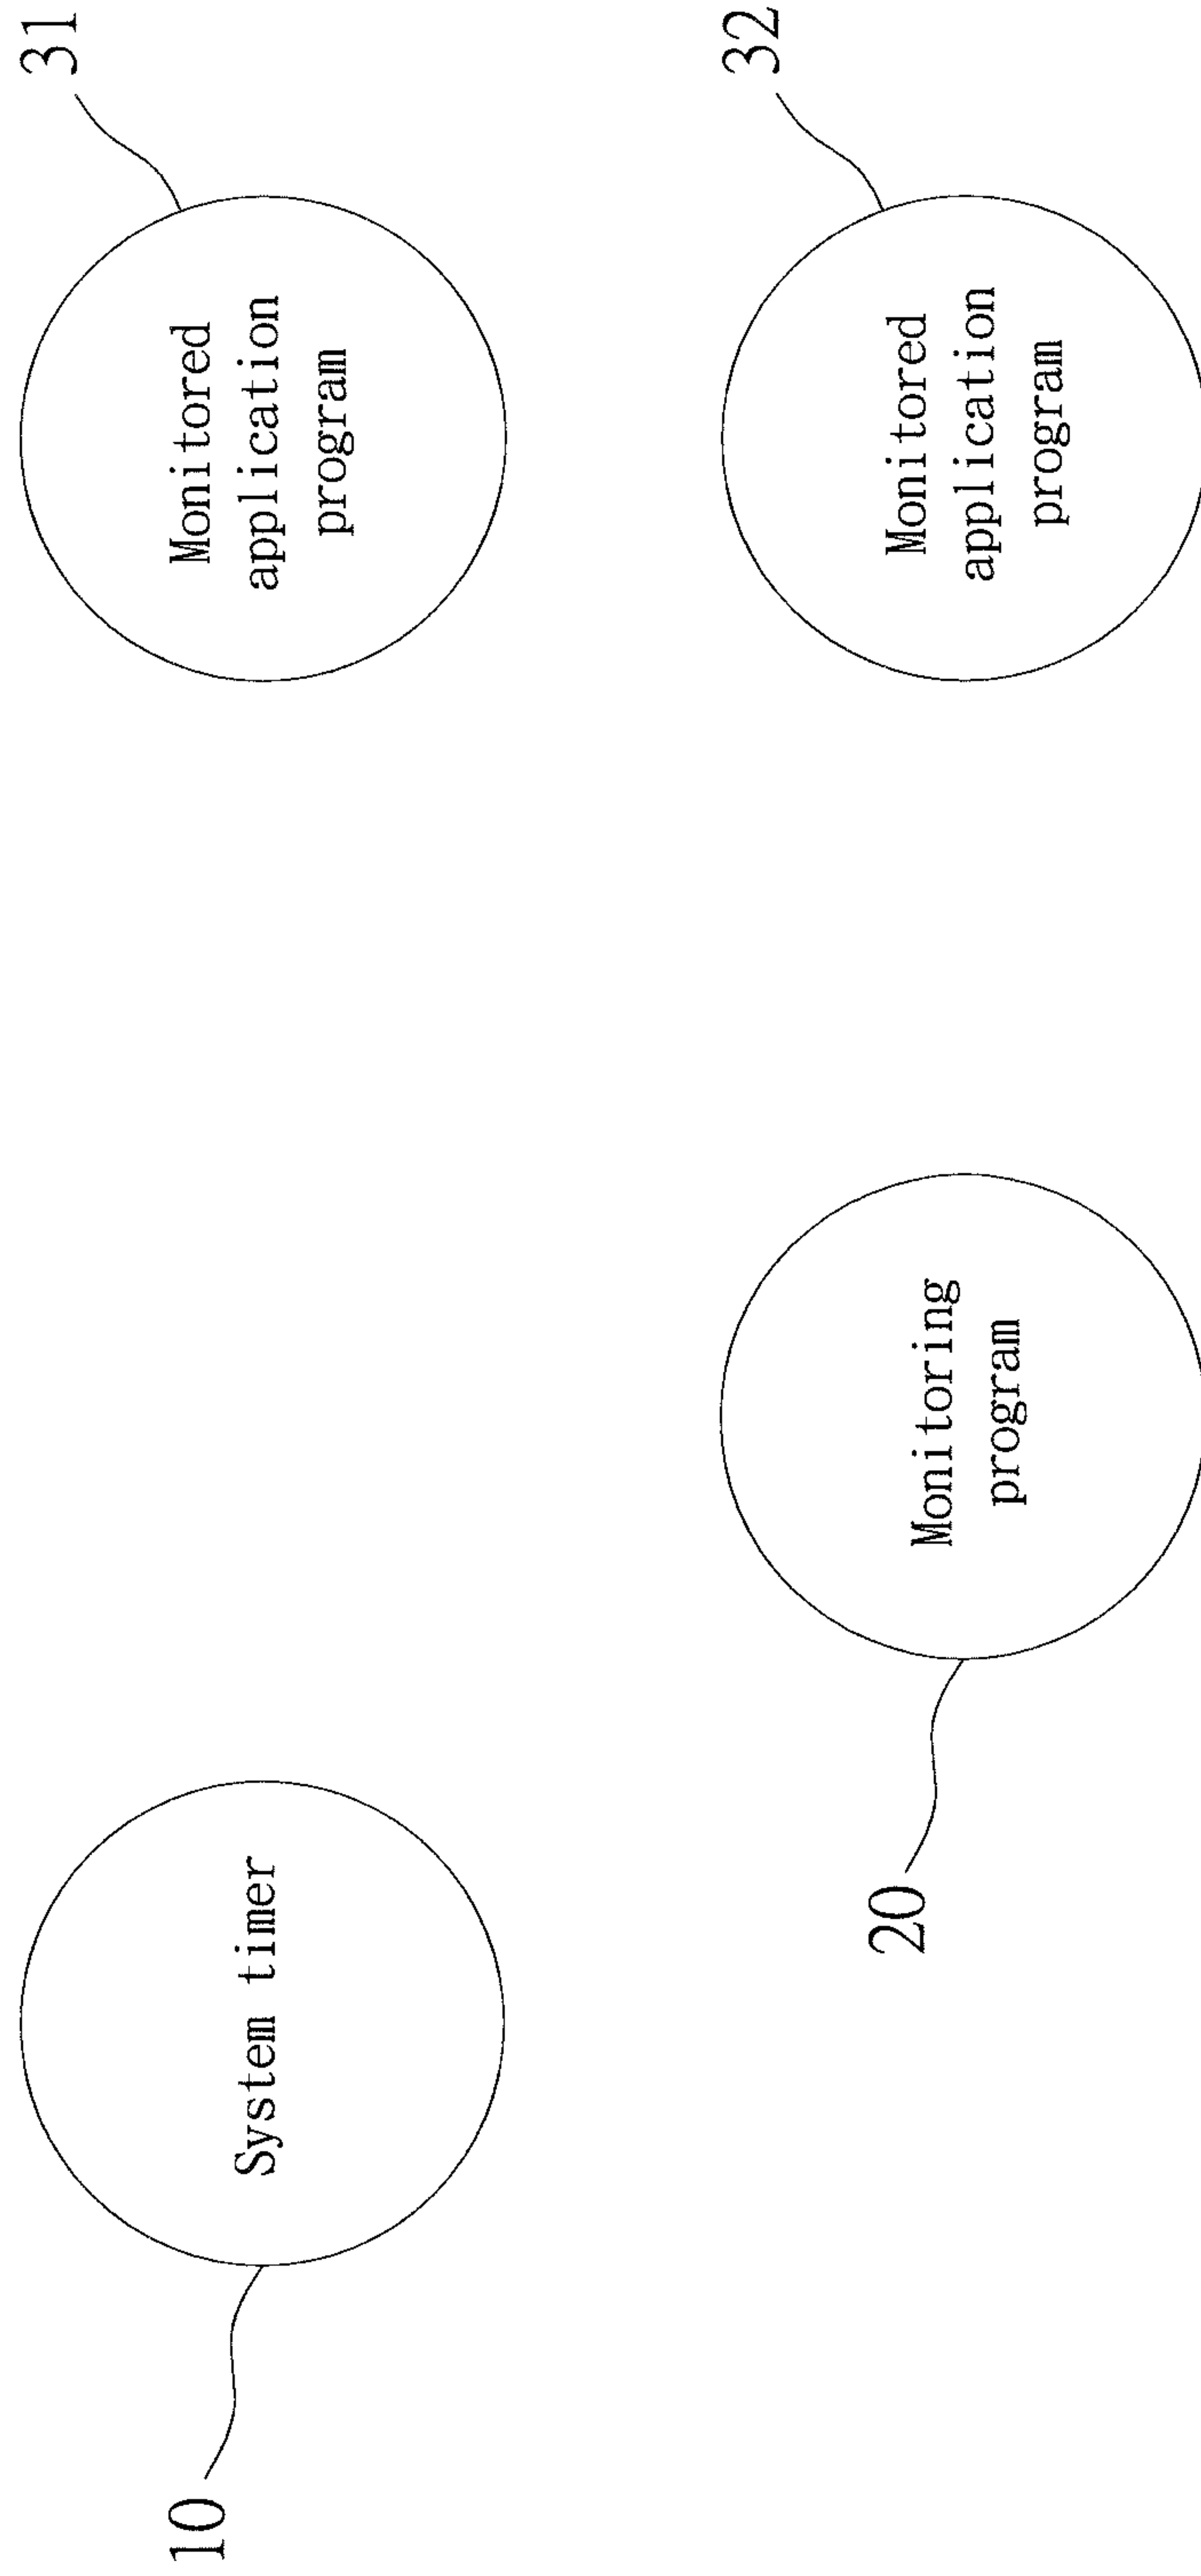 31
Monitored
application
program
32
Monitored
application
program
10
System timer
20
Monitoring
program